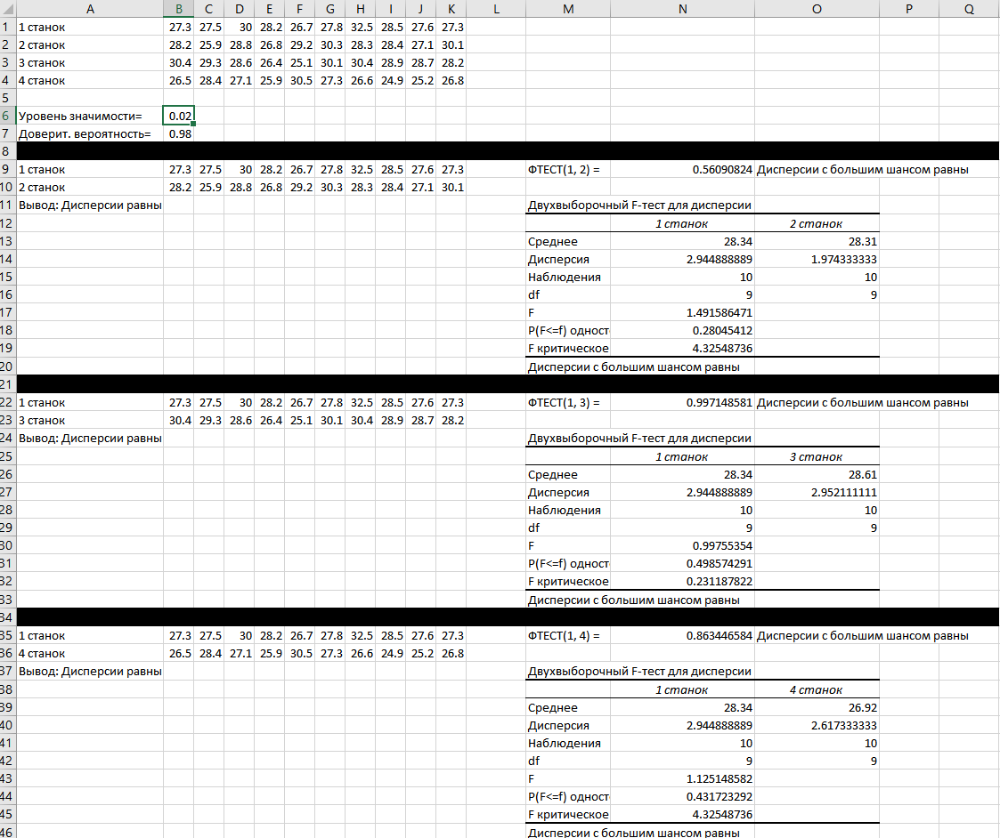 A B C D E F G H I J K L M N O P Q
1 1 станок 27.3 27.5 30 28.2 26.7 27.8 32.5 28.5 27.6 27.3
2 2 станок 28.2 25.9 28.8 26.8 29.2 30.3 28.3 28.4 27.1 30.1
3 3 станок 30.4 29.3 28.6 26.4 25.1 30.1 30.4 28.9 28.7 28.2
4 4 станок 26.5 28.4 27.1 25.9 30.5 27.3 26.6 24.9 25.2 26.8
5
6 Уровень значимости= 0.02
7 Доверит. вероятность= 0.98
8
9 1 станок 27.3 27.5 30 28.2 26.7 27.8 32.5 28.5 27.6 27.3 ФТЕСТ(1, 2) = 0.56090824 Дисперсии с большим шансом равны
10 2 станок 28.2 25.9 28.8 26.8 29.2 30.3 28.3 28.4 27.1 30.1
11 Вывод: Дисперсии равны Двухвыборочный F-тест для дисперсии
12 1 станок 2 станок
13 Среднее 28.34 28.31
14 Дисперсия 2.944888889 1.974333333
15 Наблюдения 10 10
16 df 9 9
17 F 1.491586471
18 P(F<=f) одност 0.28045412
19 F критическое 4.32548736
20 Дисперсии с большим шансом равны
21
22 1 станок 27.3 27.5 30 28.2 26.7 27.8 32.5 28.5 27.6 27.3 ФТЕСТ(1, 3) = 0.997148581 Дисперсии с большим шансом равны
23 3 станок 30.4 29.3 28.6 26.4 25.1 30.1 30.4 28.9 28.7 28.2
24 Вывод: Дисперсии равны Двухвыборочный F-тест для дисперсии
25 1 станок 3 станок
26 Среднее 28.34 28.61
27 Дисперсия 2.944888889 2.952111111
28 Наблюдения 10 10
29 df 9 9
30 F 0.99755354
31 P(F<=f) одност 0.498574291
32 F критическое 0.231187822
33 Дисперсии с большим шансом равны
34
35 1 станок 27.3 27.5 30 28.2 26.7 27.8 32.5 28.5 27.6 27.3 ФТЕСТ(1, 4) = 0.863446584 Дисперсии с большим шансом равны
36 4 станок 26.5 28.4 27.1 25.9 30.5 27.3 26.6 24.9 25.2 26.8
37 Вывод: Дисперсии равны Двухвыборочный F-тест для дисперсии
38 1 станок 4 станок
39 Среднее 28.34 26.92
40 Дисперсия 2.944888889 2.617333333
41 Наблюдения 10 10
42 df 9 9
43 F 1.125148582
44 P(F<=f) одност 0.431723292
45 F критическое 4.32548736
46 Дисперсии с большим шансом равны